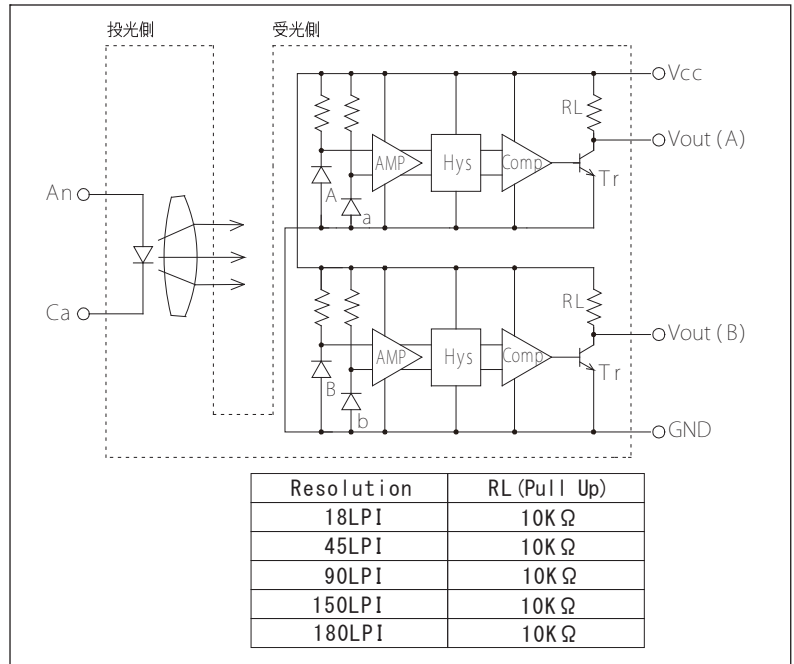 投光側 受光側
Vcc
RL
Vout(A)
AMP Hys Comp
Tr
A
a
An
Ca
RL
Vout(B)
AMP Hys Comp
Tr
B
b
GND
Resolution RL(Pull Up)
18LPI 10KΩ
45LPI 10KΩ
90LPI 10KΩ
150LPI 10KΩ
180LPI 10KΩ